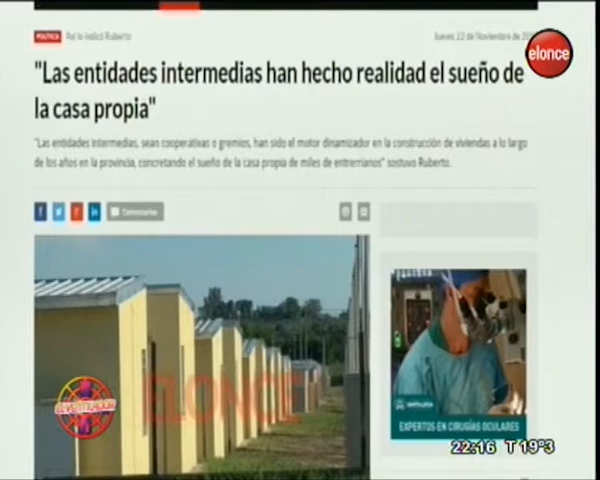 POLITICA Así lo indicó Ruberto
Jueves 22 de Noviembre de
elonce
"Las entidades intermedias han hecho realidad el sueño de
la casa propia"
"Las entidades intermedias, sean cooperativas o gremios, han sido el motor dinamizador en la construcción de viviendas a lo largo
de los años en la provincia, concretando el sueño de la casa propia de miles de entrerrianos" sostuvo Ruberto.
Comentarios
ELONCE
EXPERTOS EN CIRUGÍAS OCULARES
22:16 T 19°3